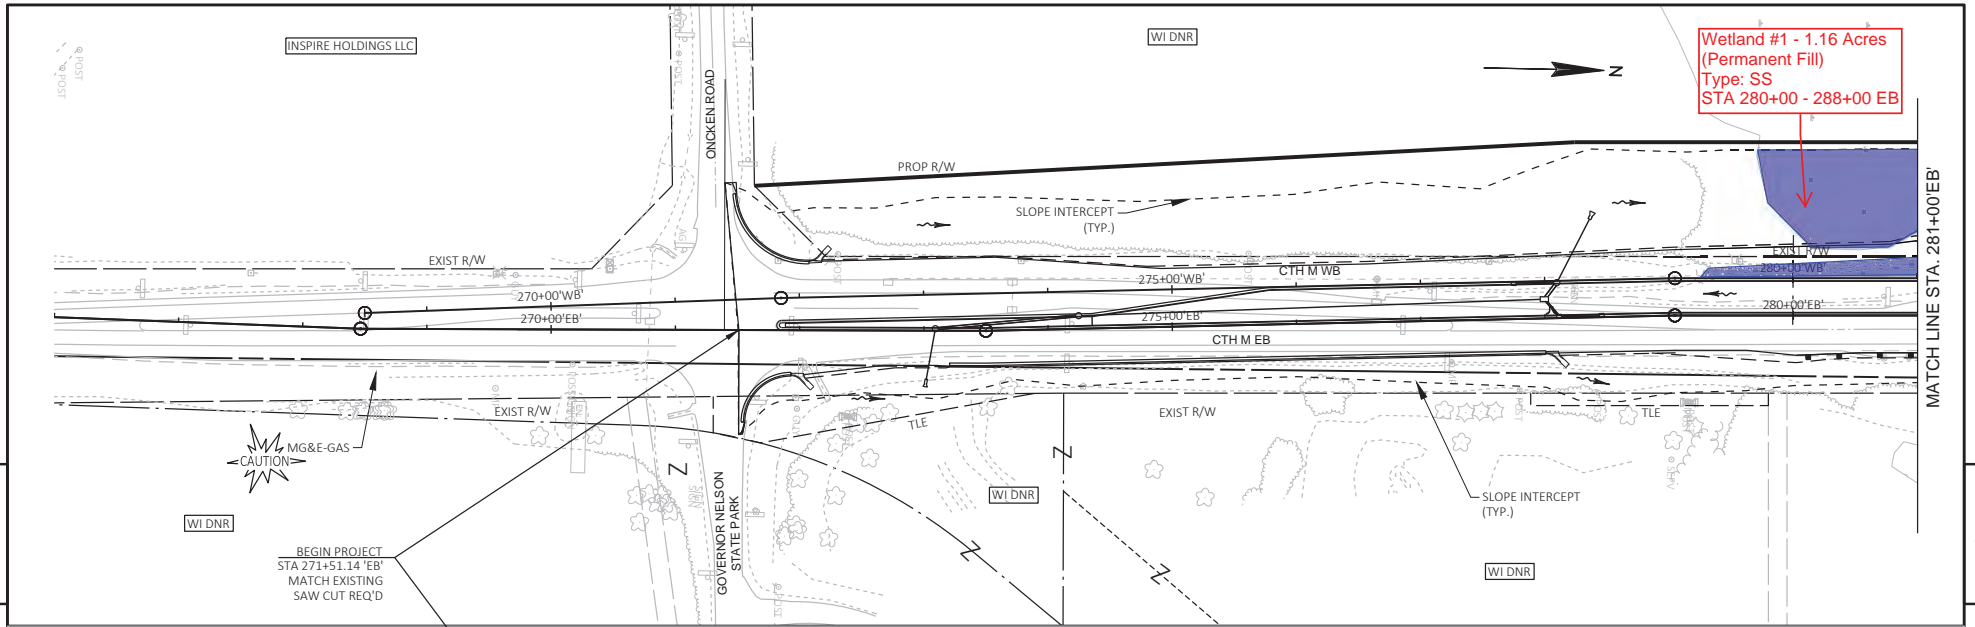 INSPIRE HOLDINGS LLC
WI DNR
Wetland #1 - 1.16 Acres
(Permanent Fill)
Type: SS
STA 280+00 - 288+00 EB
N
POST
POST
POST
ONCKEN ROAD
PROP R/W
SLOPE INTERCEPT
(TYP.)
EXIST R/W
EXIST R/W
CTH M WB
270+00'WB'
275+00'WB'
280+00'WB'
270+00'EB'
275+00'EB'
280+00'EB'
CTH M EB
MATCH LINE STA. 281+00'EB'
EXIST R/W
EXIST R/W
TLE
TLE
MG&E-GAS
CAUTION
WI DNR
WI DNR
SLOPE INTERCEPT
(TYP.)
GOVERNOR NELSON
STATE PARK
BEGIN PROJECT
STA 271+51.14 'EB'
MATCH EXISTING
SAW CUT REQ'D
WI DNR
POST